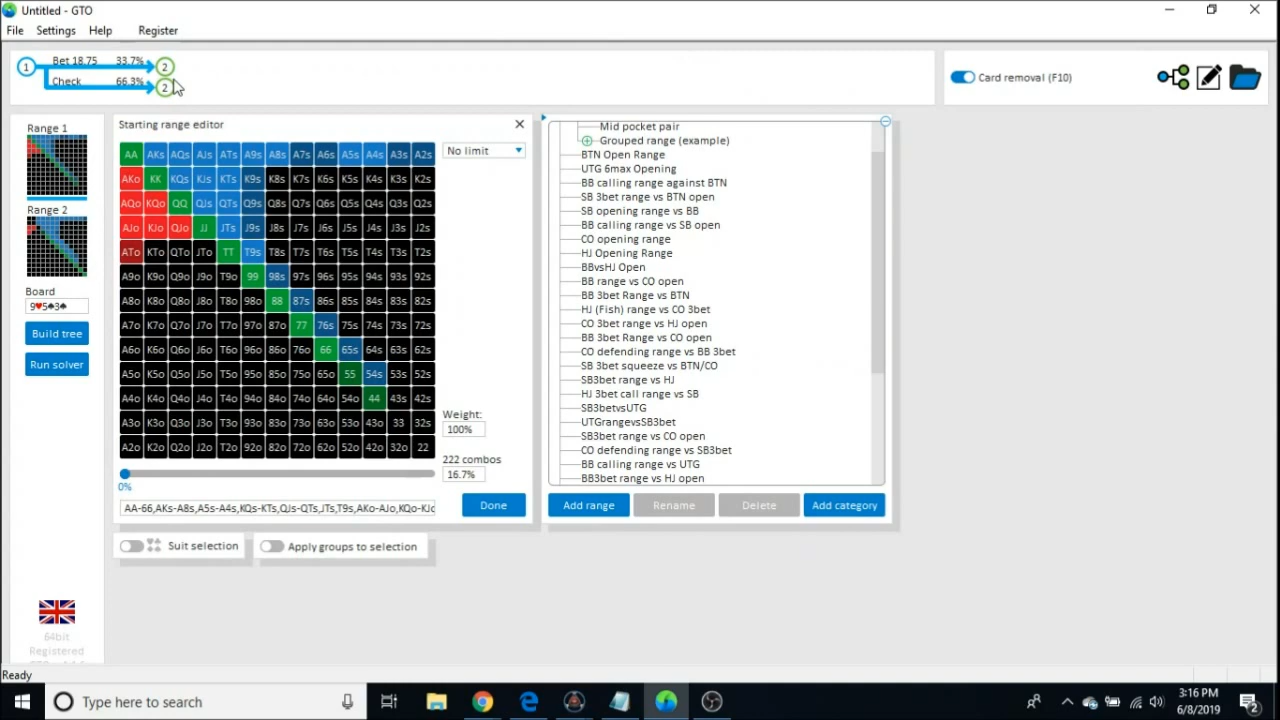 Untitled - GTO
File Settings Help Register
1 Bet 18.75 33.7% 2
Check 66.3% 2
Card removal (F10)
Range 1
Range 2
Board
9♥5♠3♠
Build tree
Run solver
64bit
Registered
Starting range editor
No limit
AA AKs AQs AJs ATs A9s A8s A7s A6s A5s A4s A3s A2s
AKo KK KQs KJs KTs K9s K8s K7s K6s K5s K4s K3s K2s
AQo KQo QQ QJs QTs Q9s Q8s Q7s Q6s Q5s Q4s Q3s Q2s
AJo KJo QJo JJ JTs J9s J8s J7s J6s J5s J4s J3s J2s
ATo KTo QTo JTo TT T9s T8s T7s T6s T5s T4s T3s T2s
A9o K9o Q9o J9o T9o 99 98s 97s 96s 95s 94s 93s 92s
A8o K8o Q8o J8o T8o 98o 88 87s 86s 85s 84s 83s 82s
A7o K7o Q7o J7o T7o 97o 87o 77 76s 75s 74s 73s 72s
A6o K6o Q6o J6o T6o 96o 86o 76o 66 65s 64s 63s 62s
A5o K5o Q5o J5o T5o 95o 85o 75o 65o 55 54s 53s 52s
A4o K4o Q4o J4o T4o 94o 84o 74o 64o 54o 44 43s 42s
A3o K3o Q3o J3o T3o 93o 83o 73o 63o 53o 43o 33 32s
A2o K2o Q2o J2o T2o 92o 82o 72o 62o 52o 42o 32o 22
Weight:
100%
222 combos
16.7%
0%
AA-66,AKs-A8s,A5s-A4s,KQs-KTs,QJs-QTs,JTs,T9s,AKo-AJo,KQo-KJo
Done
Suit selection
Apply groups to selection
Mid pocket pair
Grouped range (example)
BTN Open Range
UTG 6max Opening
BB calling range against BTN
SB 3bet range vs BTN open
SB opening range vs BB
BB calling range vs SB open
CO opening range
HJ Opening Range
BBvsHJ Open
BB range vs CO open
BB 3bet Range vs BTN
HJ (Fish) range vs CO 3bet
CO 3bet range vs HJ open
BB 3bet Range vs CO open
CO defending range vs BB 3bet
SB 3bet squeeze vs BTN/CO
SB3bet range vs HJ
HJ 3bet call range vs SB
SB3betvsUTG
UTGrangevsSB3bet
SB3bet range vs CO open
CO defending range vs SB3bet
BB calling range vs UTG
BB3bet range vs HJ open
Add range Rename Delete Add category
Ready
Type here to search
3:16 PM
6/8/2019
2